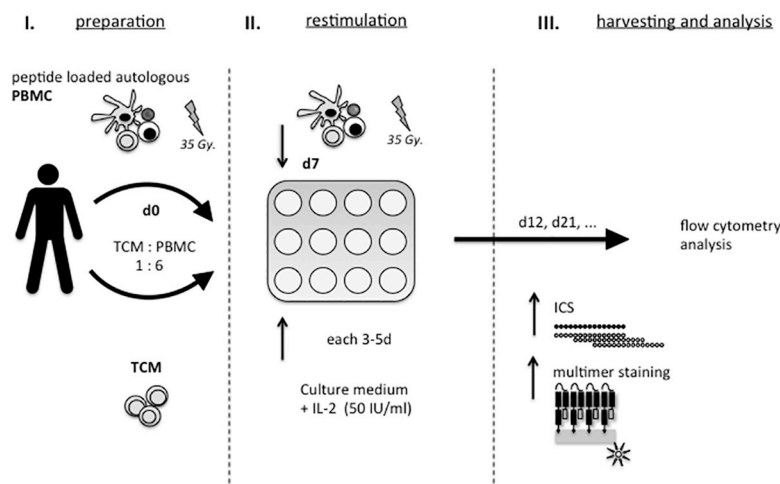 I. preparation
peptide loaded autologous
PBMC
35 Gy.
d0
TCM : PBMC
1 : 6
TCM
II. restimulation
35 Gy.
d7
each 3-5d
Culture medium
+ IL-2 (50 IU/ml)
III. harvesting and analysis
d12, d21, ...
flow cytometry
analysis
ICS
multimer staining